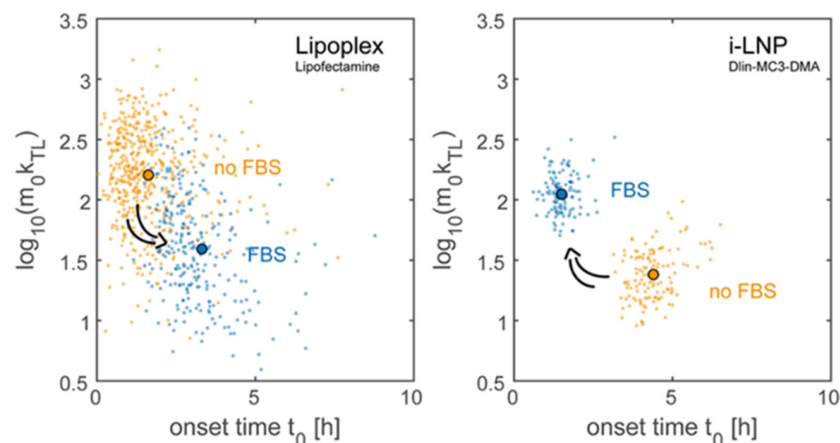 3.5
3
2.5
2
1.5
1
0.5
log10(m0kTL)
Lipoplex
Lipofectamine
no FBS
FBS
0
5
10
onset time t0 [h]
3.5
3
2.5
2
1.5
1
0.5
log10(m0kTL)
i-LNP
Dlin-MC3-DMA
FBS
no FBS
0
5
10
onset time t0 [h]